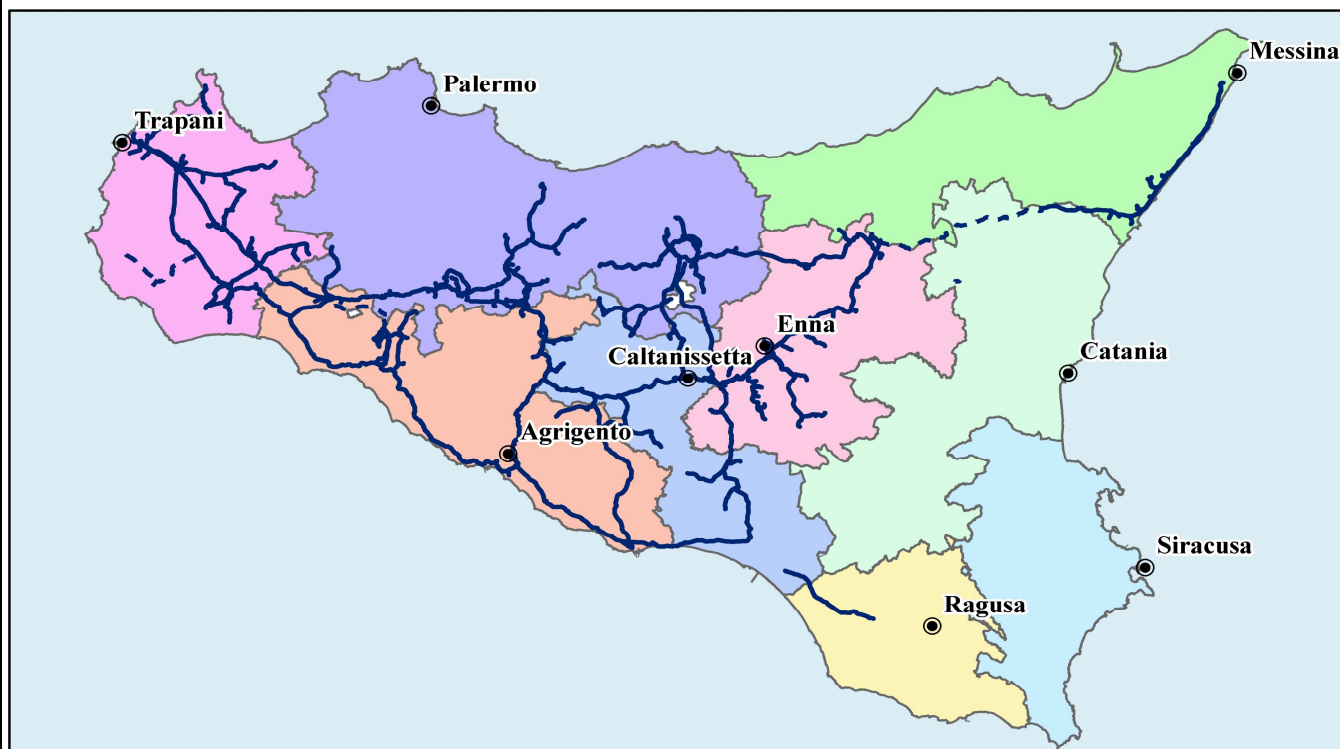 Messina
Palermo
Trapani
Enna
Catania
Caltanissetta
Agrigento
Siracusa
Ragusa